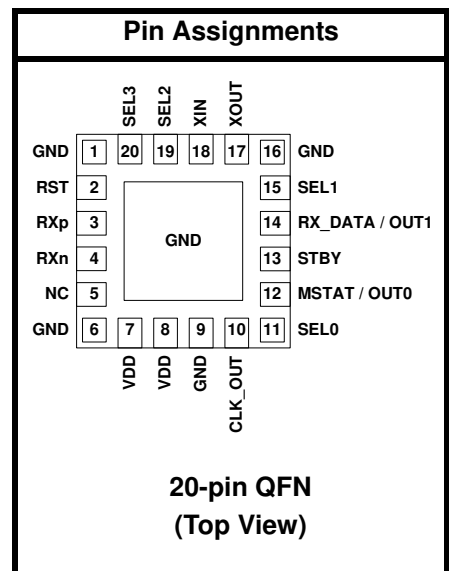 Pin Assignments
SEL3
SEL2
XIN
XOUT
GND 1 20 19 18 17 16 GND
RST 2 15 SEL1
RXp 3 14 RX_DATA / OUT1
GND
RXn 4 13 STBY
NC 5 12 MSTAT / OUT0
GND 6 7 8 9 10 11 SEL0
VDD
VDD
GND
CLK_OUT
20-pin QFN
(Top View)